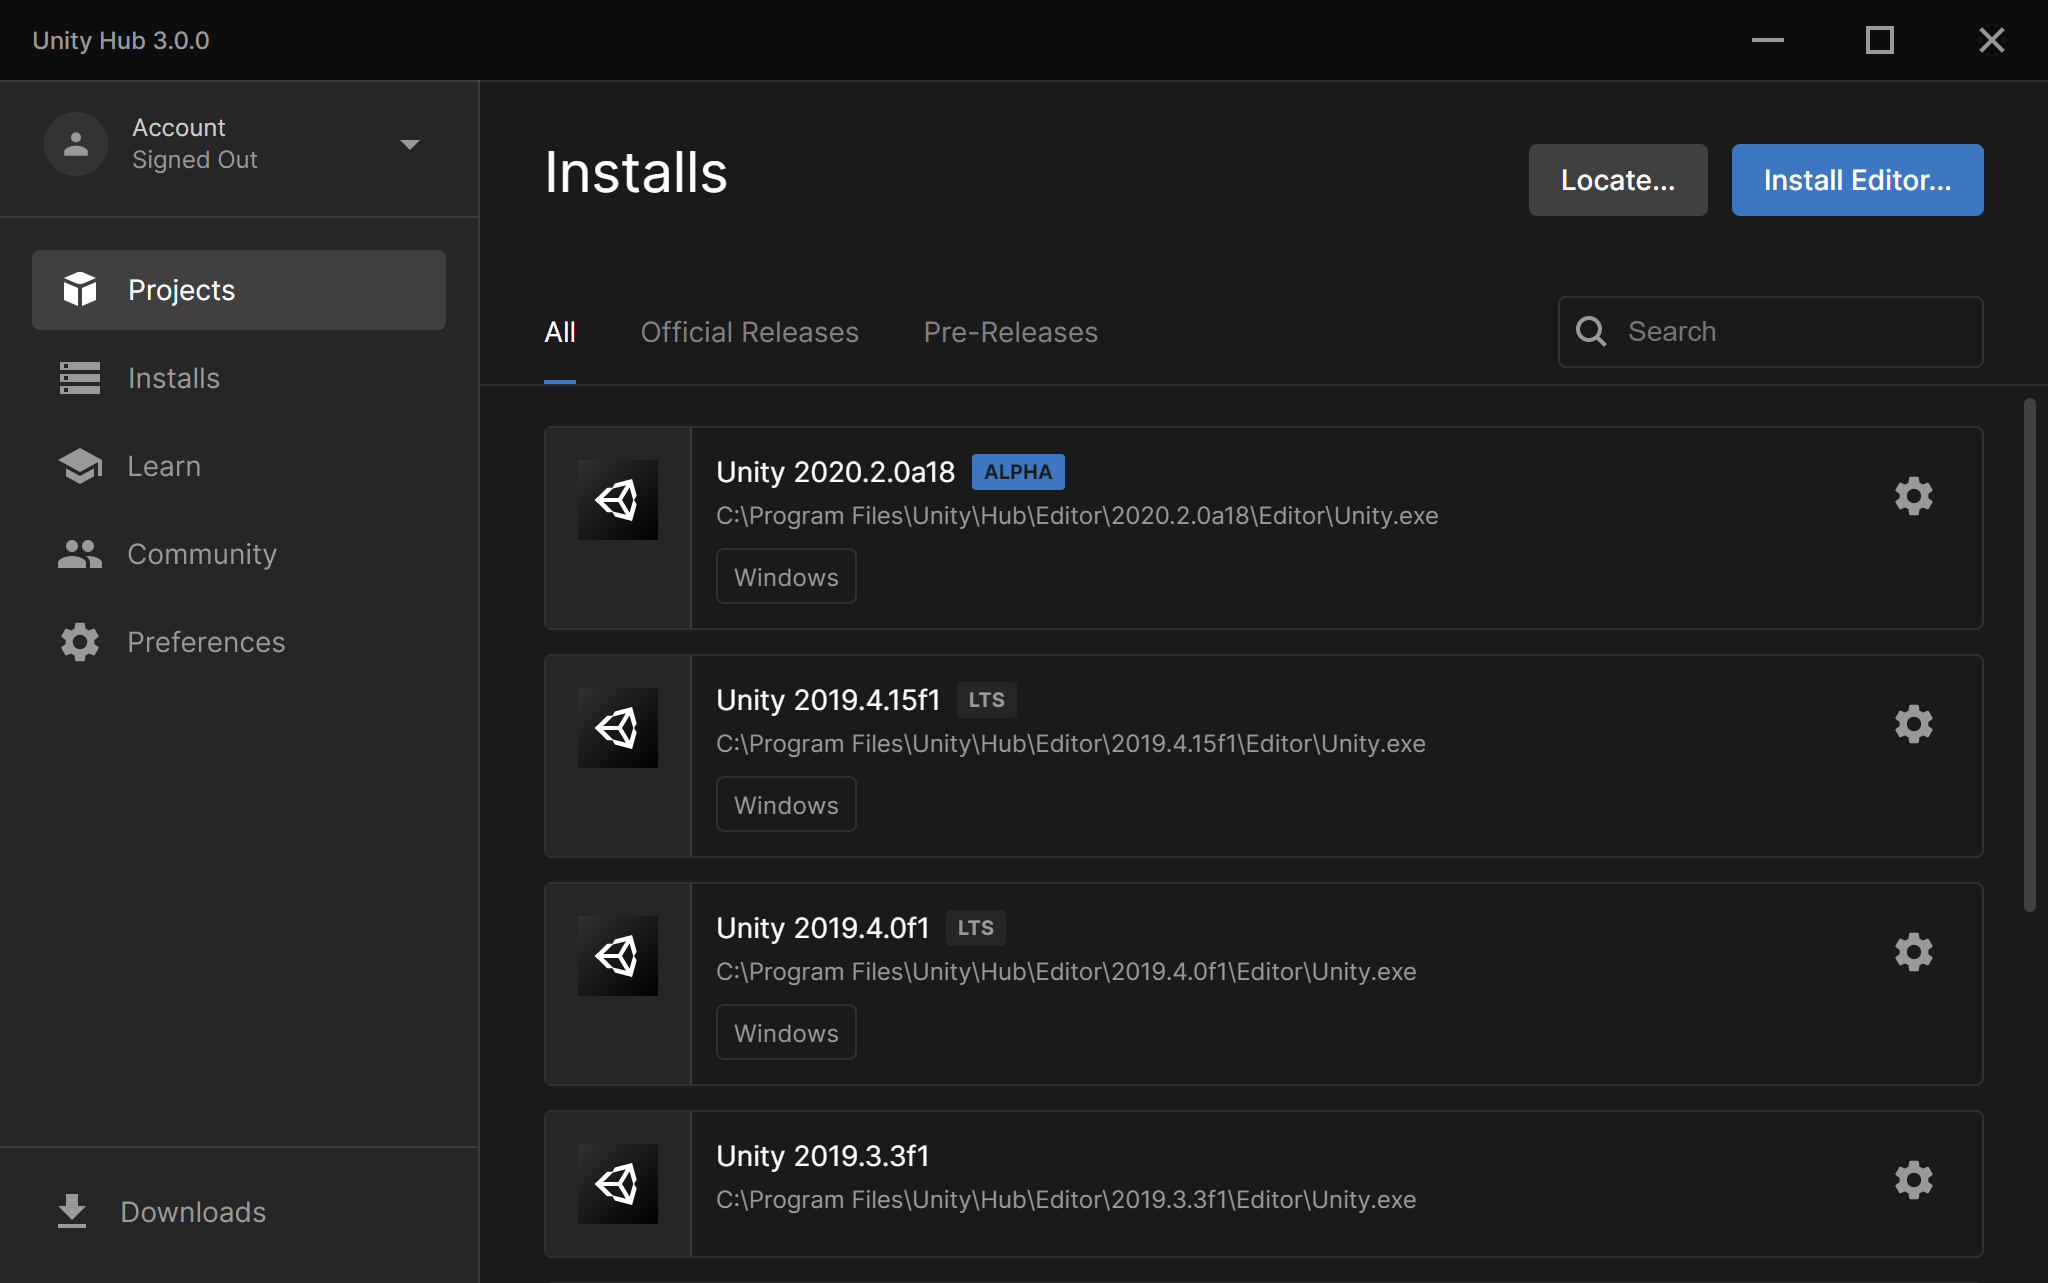 Unity Hub 3.0.0
Account
Signed Out
Projects
Installs
Learn
Community
Preferences
Downloads
Installs
Locate...
Install Editor...
All
Official Releases
Pre-Releases
Search
Unity 2020.2.0a18 ALPHA
C:\Program Files\Unity\Hub\Editor\2020.2.0a18\Editor\Unity.exe
Windows
Unity 2019.4.15f1 LTS
C:\Program Files\Unity\Hub\Editor\2019.4.15f1\Editor\Unity.exe
Windows
Unity 2019.4.0f1 LTS
C:\Program Files\Unity\Hub\Editor\2019.4.0f1\Editor\Unity.exe
Windows
Unity 2019.3.3f1
C:\Program Files\Unity\Hub\Editor\2019.3.3f1\Editor\Unity.exe